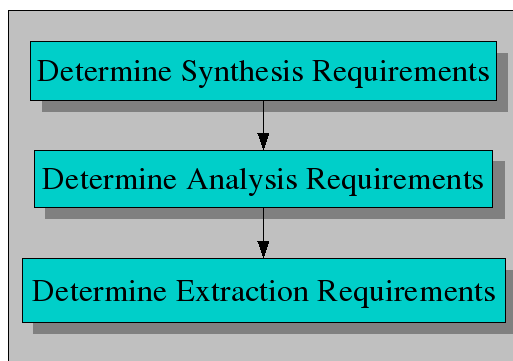 Determine Synthesis Requirements
Determine Analysis Requirements
Determine Extraction Requirements